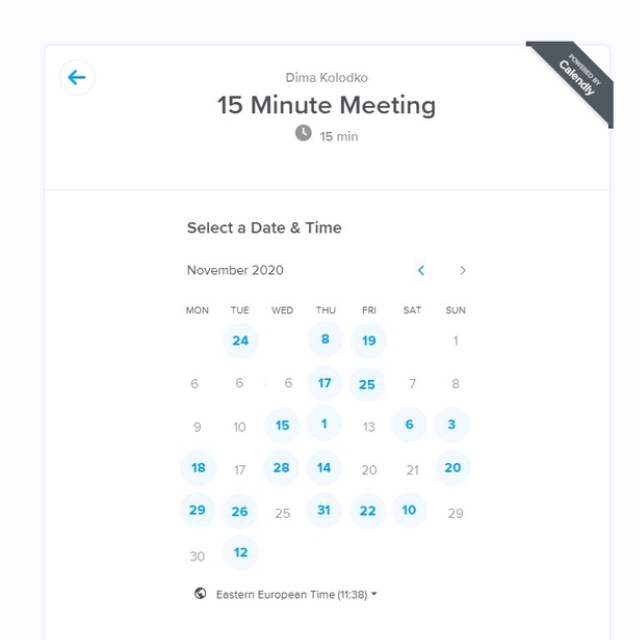 Dima Kolodko
15 Minute Meeting
15 min
POWERED BY
Calendly
Select a Date & Time
November 2020
MON TUE WED THU FRI SAT SUN
24 8 19 1
6 6 6 17 25 7 8
9 10 15 1 13 6 3
18 17 28 14 20 21 20
29 26 25 31 22 10 29
30 12
Eastern European Time (11:38)